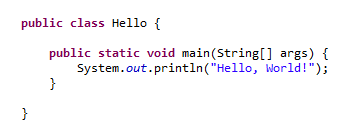 public class Hello {
    public static void main(String[] args) {
        System.out.println("Hello, World!");
    }
}